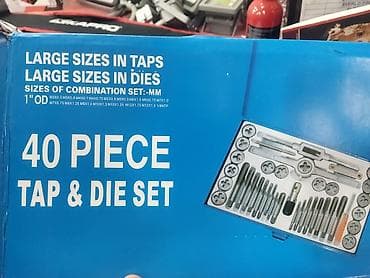 LARGE SIZES IN TAPS
LARGE SIZES IN DIES
SIZES OF COMBINATION SET:-MM
1"OD
40 PIECE
TAP & DIE SET